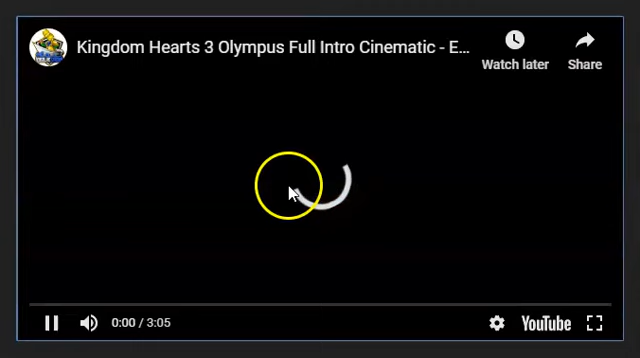 Kingdom Hearts 3 Olympus Full Intro Cinematic - E...
Watch later
Share
0:00 / 3:05
YouTube